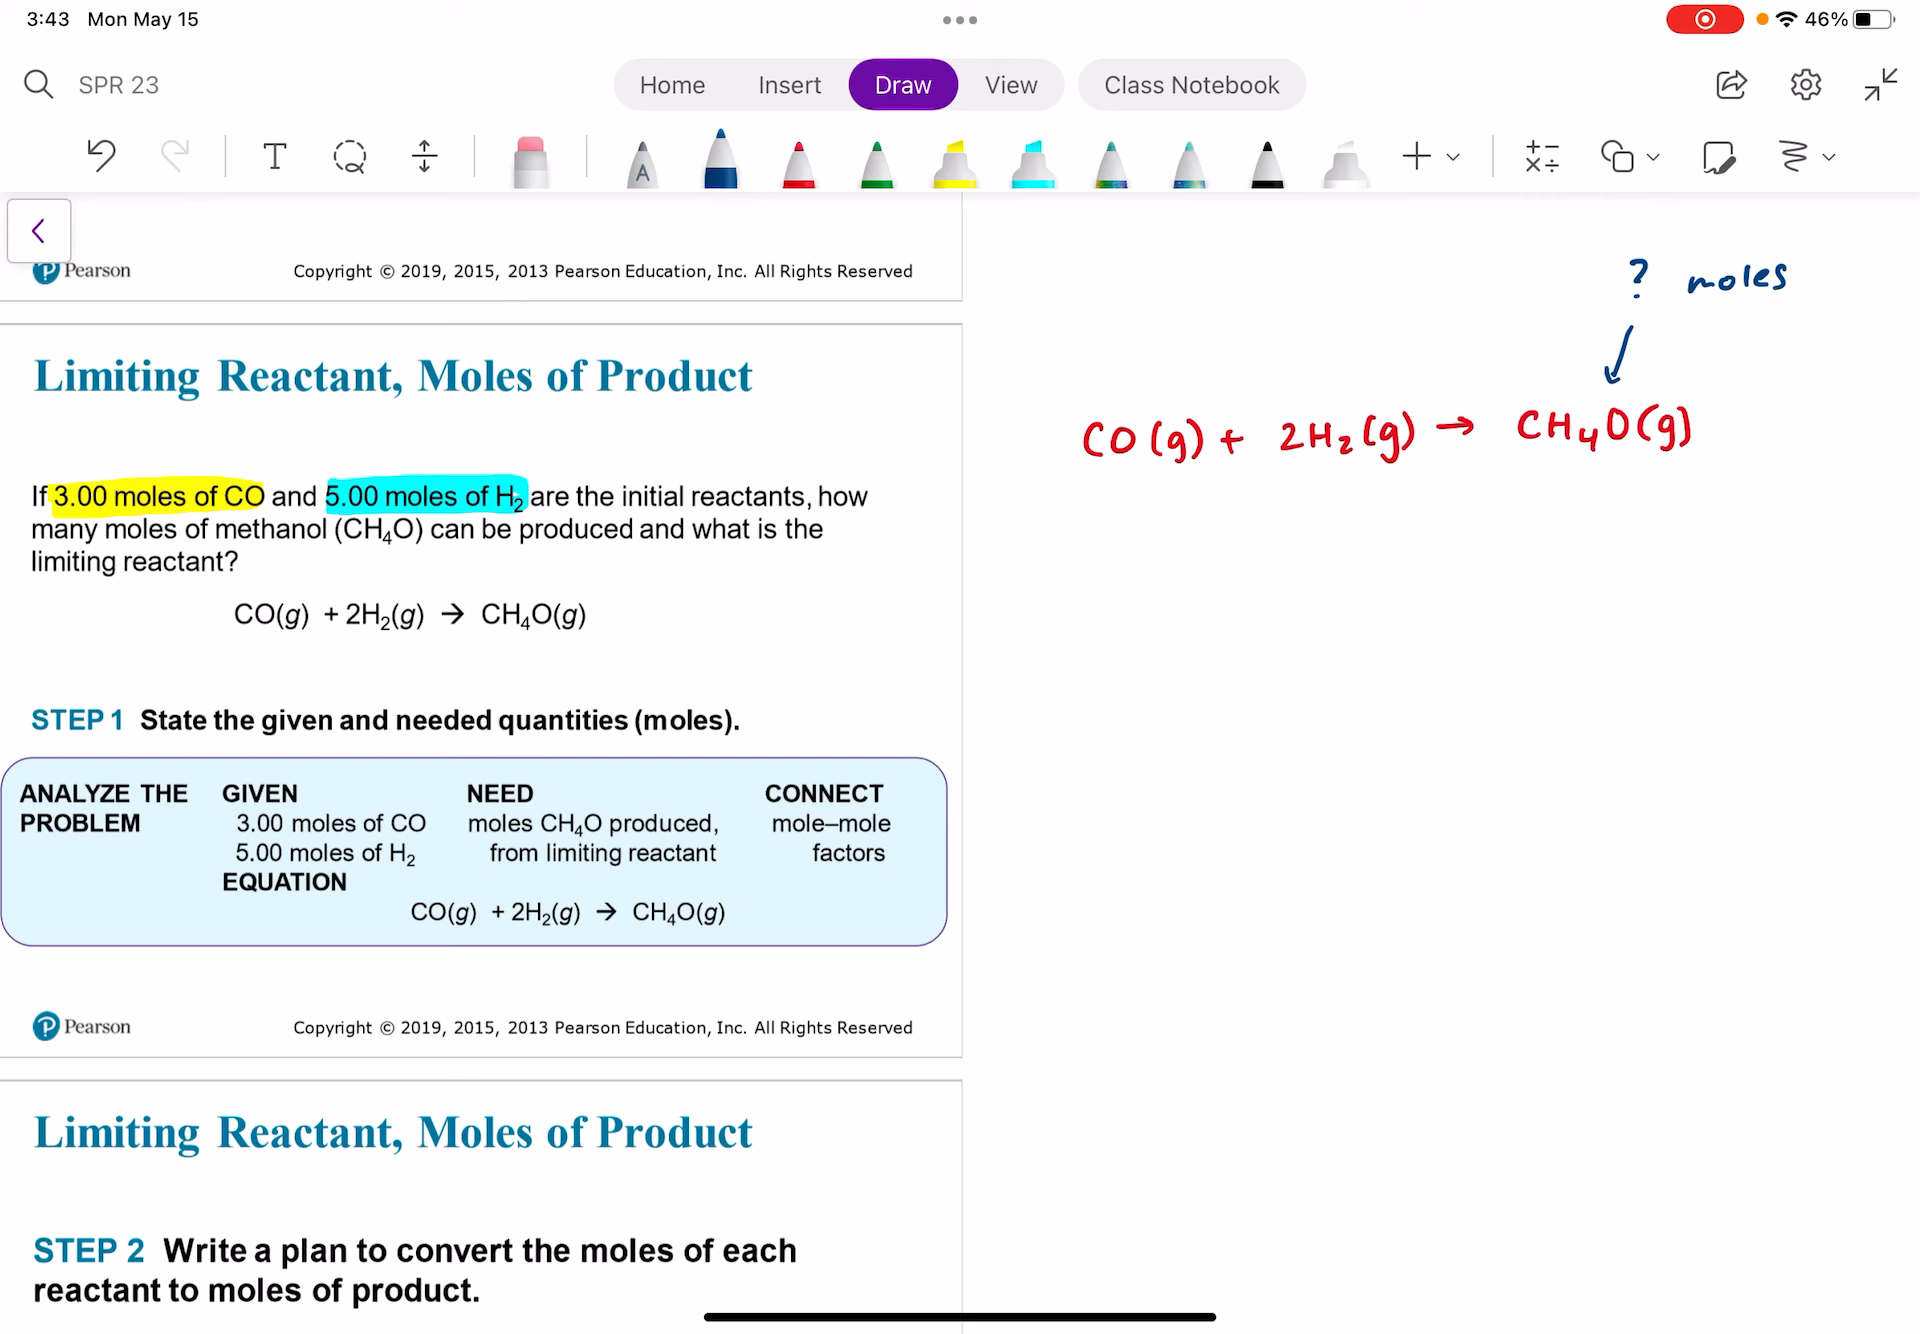 3:43 Mon May 15
46%
SPR 23
Home Insert Draw View Class Notebook
T
A
Pearson
Copyright © 2019, 2015, 2013 Pearson Education, Inc. All Rights Reserved
Limiting Reactant, Moles of Product
If 3.00 moles of CO and 5.00 moles of H₂ are the initial reactants, how
many moles of methanol (CH₄O) can be produced and what is the
limiting reactant?
CO(g) + 2H₂(g) → CH₄O(g)
STEP 1 State the given and needed quantities (moles).
ANALYZE THE PROBLEM
GIVEN
3.00 moles of CO
5.00 moles of H₂
NEED
moles CH₄O produced,
from limiting reactant
CONNECT
mole–mole
factors
EQUATION
CO(g) + 2H₂(g) → CH₄O(g)
Pearson
Copyright © 2019, 2015, 2013 Pearson Education, Inc. All Rights Reserved
Limiting Reactant, Moles of Product
STEP 2 Write a plan to convert the moles of each
reactant to moles of product.
? moles
CO(g) + 2H₂(g) → CH₄O(g)